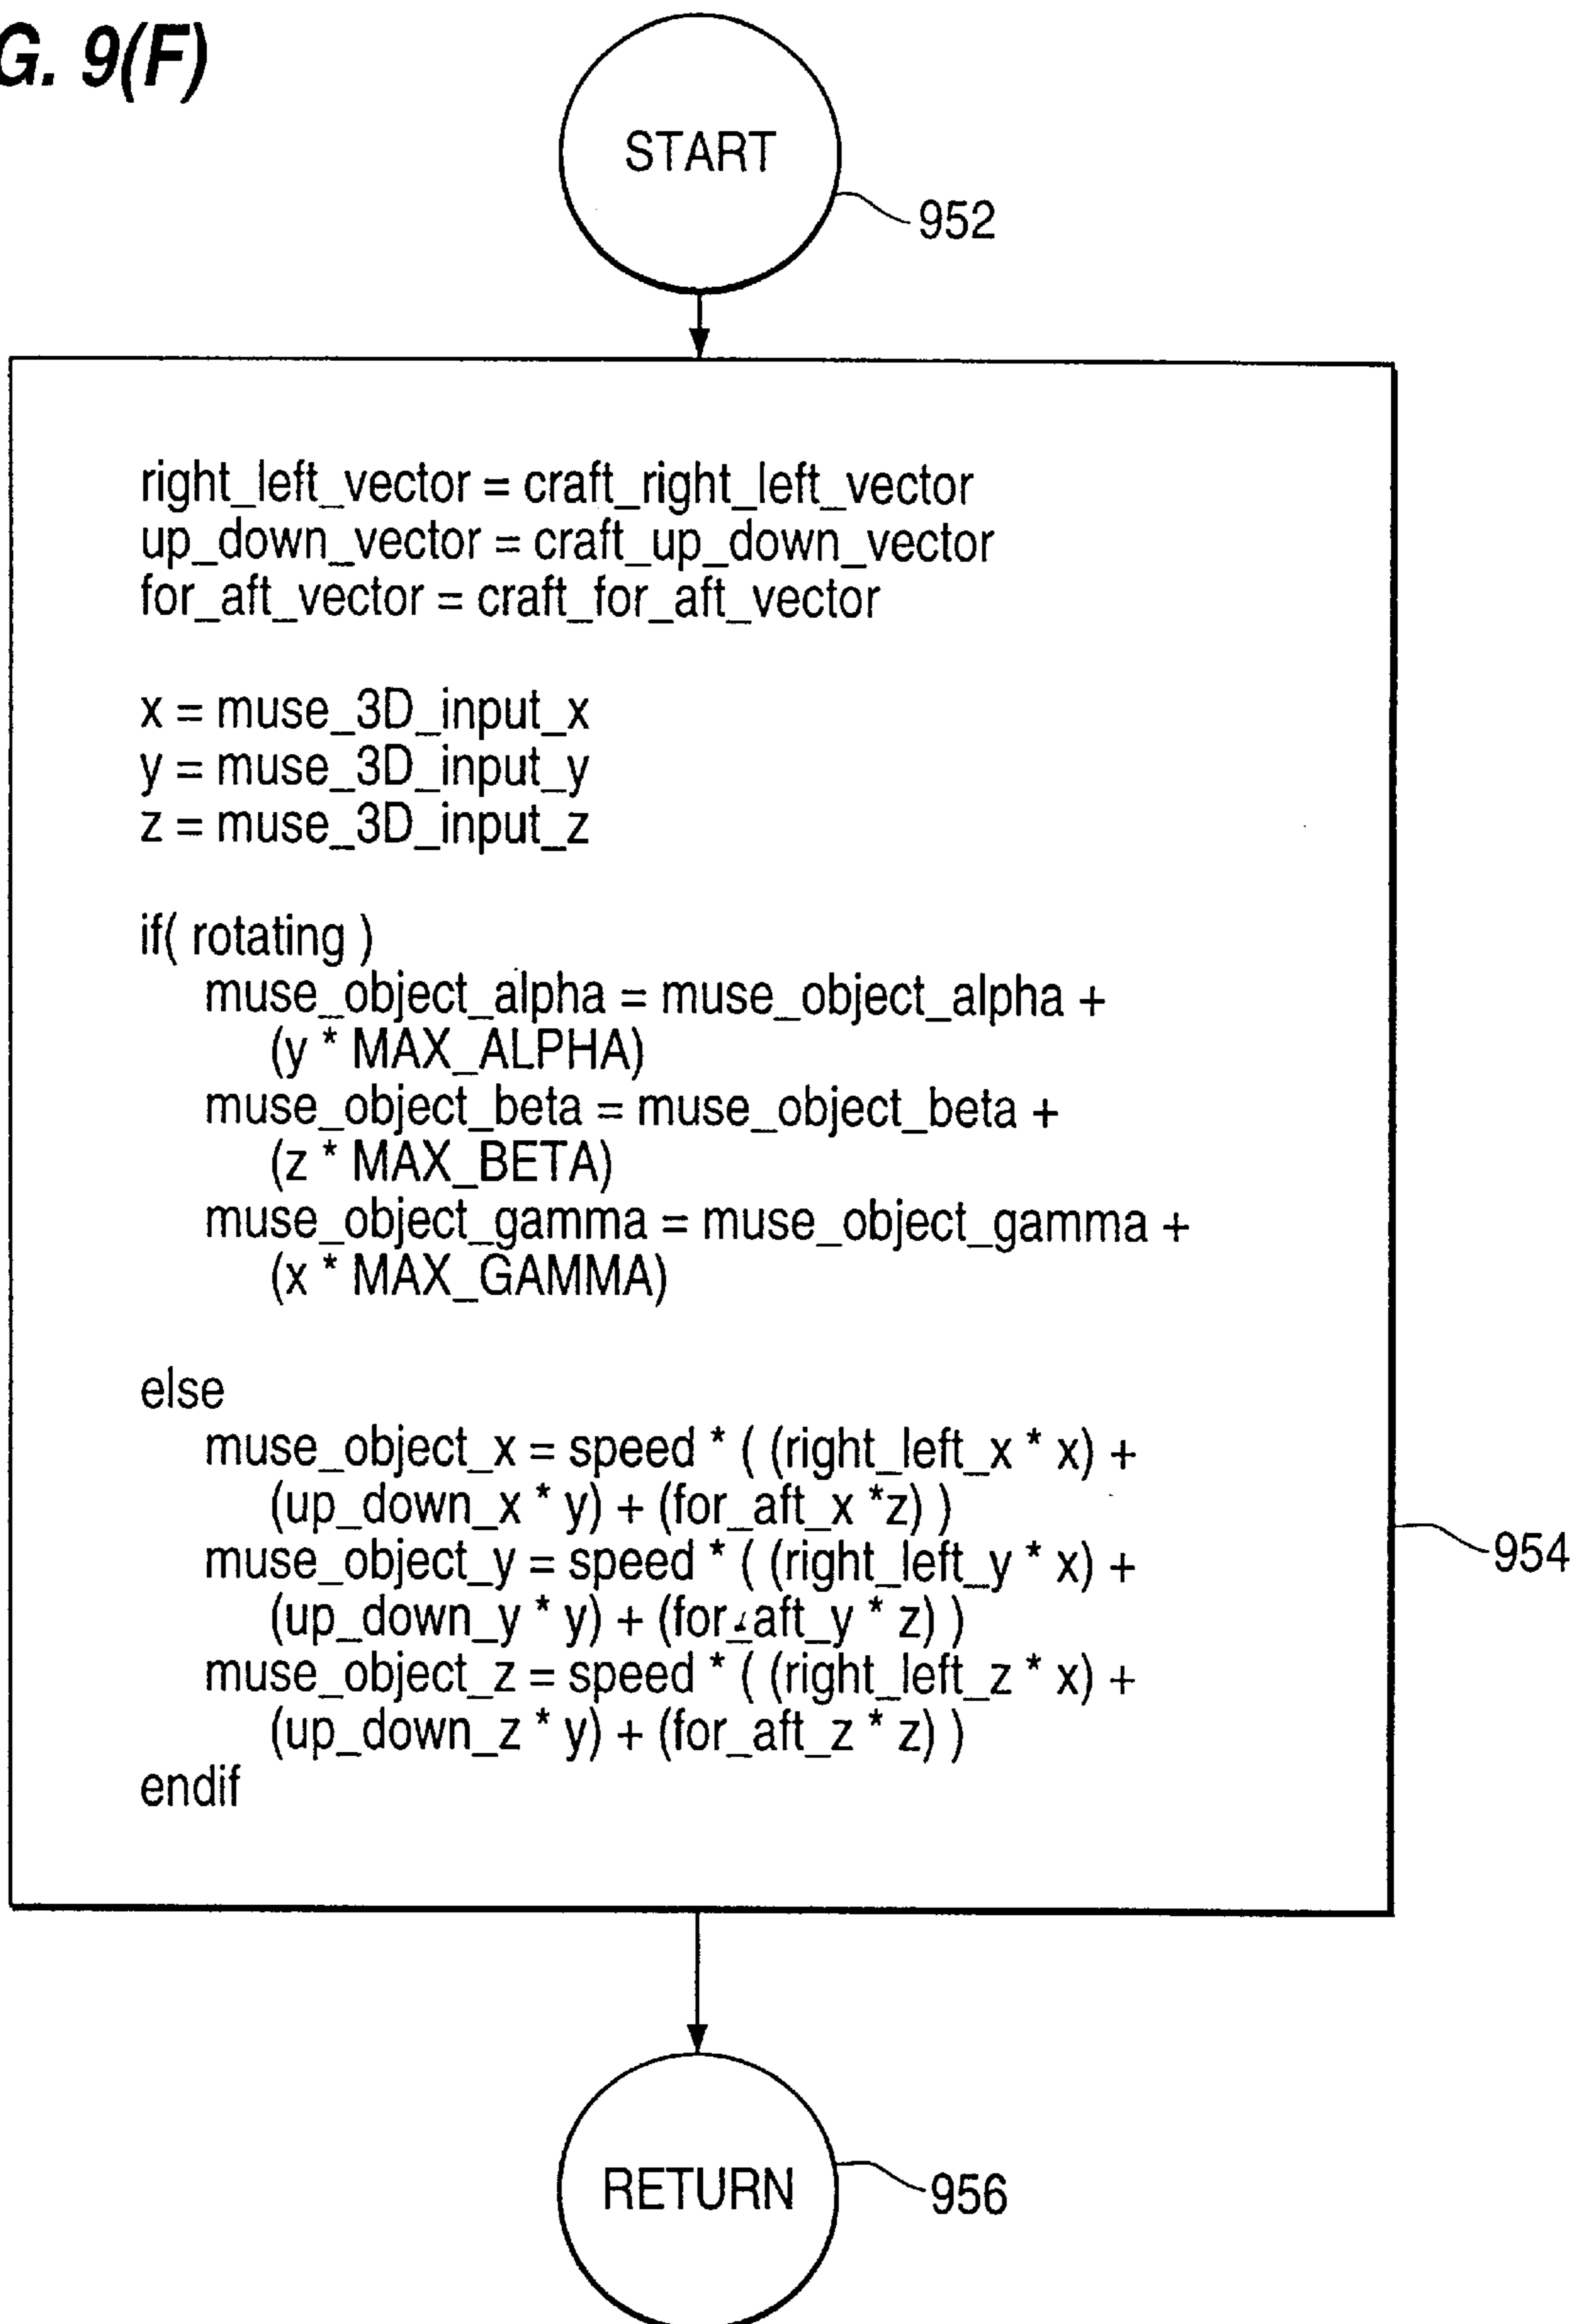 G. 9(F)
START
952
right_left_vector = craft_right_left_vector
up_down_vector = craft_up_down_vector
for_aft_vector = craft_for_aft_vector
x = muse_3D_input_x
y = muse_3D_input_y
z = muse_3D_input_z
if( rotating )
muse_object_alpha = muse_object_alpha +
(y * MAX_ALPHA)
muse_object_beta = muse_object_beta +
(z * MAX_BETA)
muse_object_gamma = muse_object_gamma +
(x * MAX_GAMMA)
else
muse_object_x = speed * ( (right_left_x * x) +
(up_down_x * y) + (for_aft_x *z) )
muse_object_y = speed * ( (right_left_y * x) +
(up_down_y * y) + (for_aft_y * z) )
muse_object_z = speed * ( (right_left_z * x) +
(up_down_z * y) + (for_aft_z * z) )
endif
954
RETURN
956